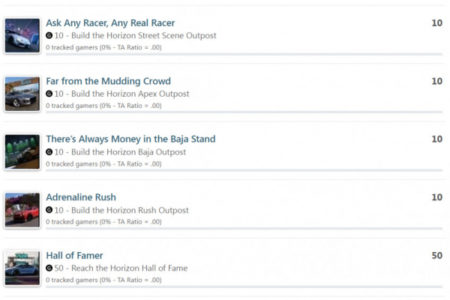 Ask Any Racer, Any Real Racer
10
G 10 - Build the Horizon Street Scene Outpost
0 tracked gamers (0% - TA Ratio = .00)
Far from the Mudding Crowd
10
G 10 - Build the Horizon Apex Outpost
0 tracked gamers (0% - TA Ratio = .00)
There's Always Money in the Baja Stand
10
G 10 - Build the Horizon Baja Outpost
0 tracked gamers (0% - TA Ratio = .00)
Adrenaline Rush
10
G 10 - Build the Horizon Rush Outpost
0 tracked gamers (0% - TA Ratio = .00)
Hall of Famer
50
G 50 - Reach the Horizon Hall of Fame
0 tracked gamers (0% - TA Ratio = .00)